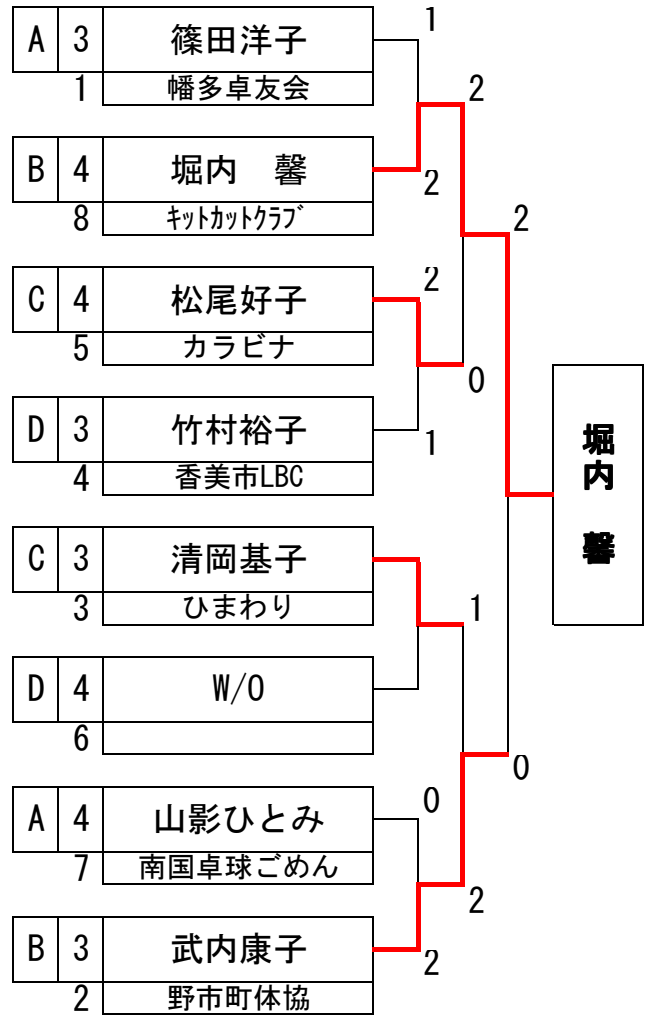 A 3 篠田洋子 1
1 幡多卓友会 2
B 4 堀内　馨 2
8 ｷｯﾄｶｯﾄｸﾗﾌﾞ 2
C 4 松尾好子 2
5 カラビナ 0
D 3 竹村裕子 1
4 香美市LBC
堀内　馨
C 3 清岡基子
3 ひまわり 1
D 4 W/O
6
0
A 4 山影ひとみ 0
7 南国卓球ごめん 2
B 3 武内康子 2
2 野市町体協